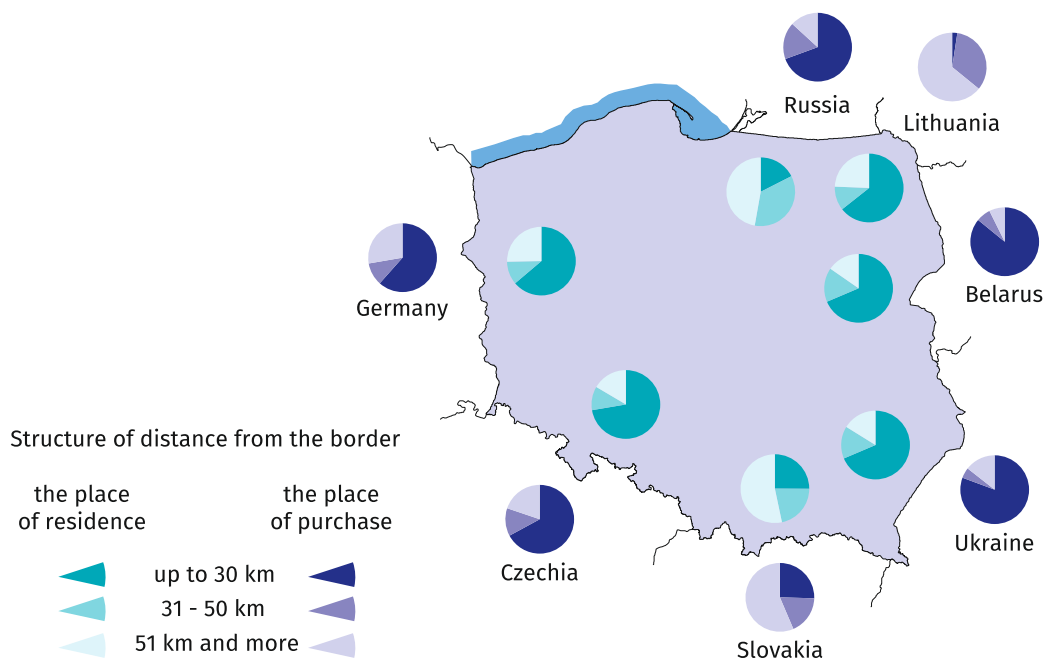 Russia
Lithuania
Germany
Belarus
Structure of distance from the border
the place
of residence
the place
of purchase
up to 30 km
31 - 50 km
51 km and more
Czechia
Ukraine
Slovakia